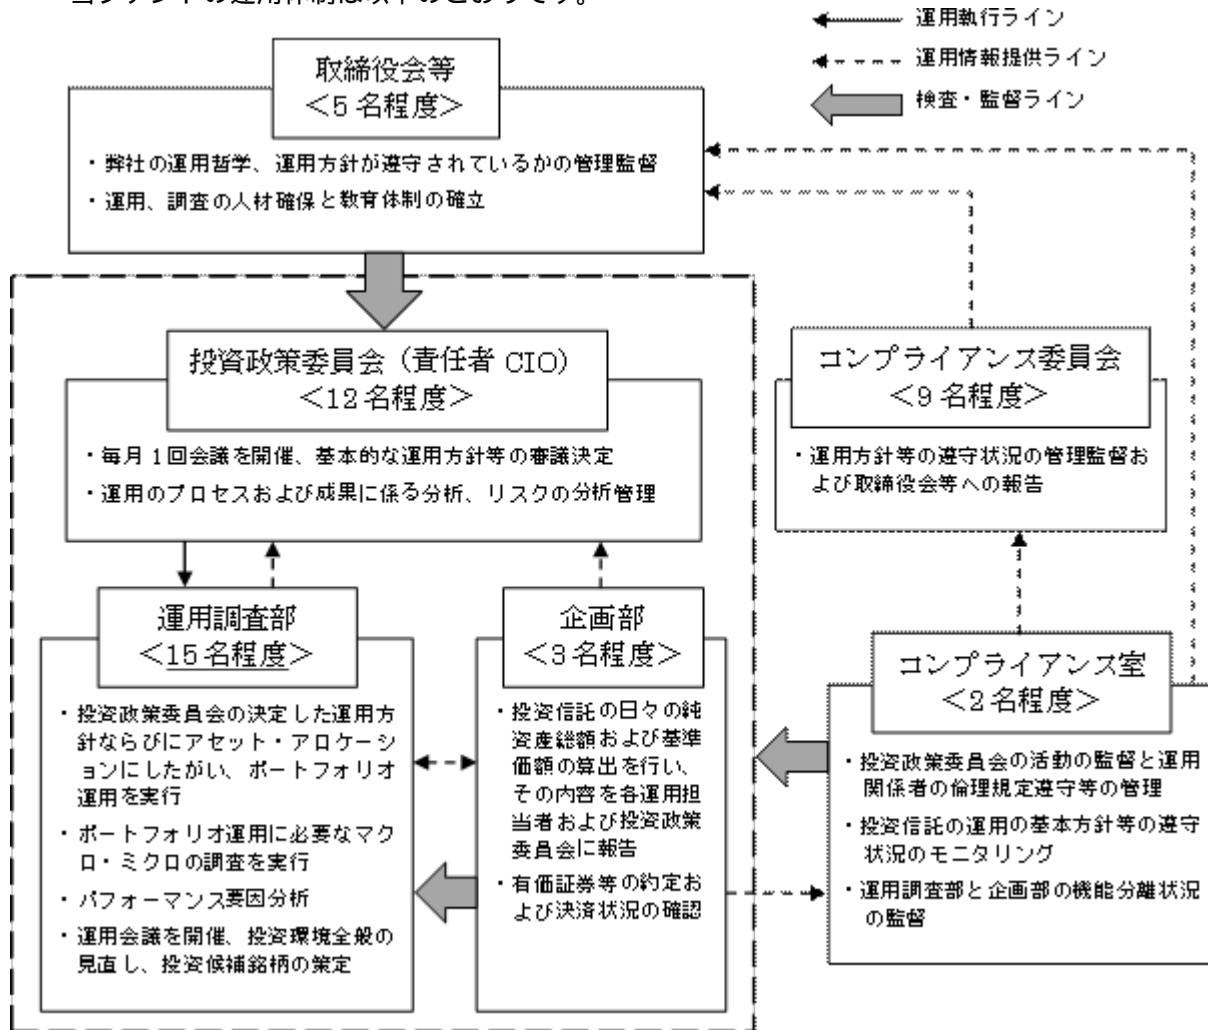 当ファンドの運用体制は以下のとおりです。
運用執行ライン
運用情報提供ライン
検査・監督ライン
取締役会等
＜5 名程度＞
・弊社の運用哲学、運用方針が遵守されているかの管理監督
・運用、調査の人材確保と教育体制の確立
投資政策委員会（責任者 CIO）
＜12 名程度＞
・毎月 1 回会議を開催、基本的な運用方針等の審議決定
・運用のプロセスおよび成果に係る分析、リスクの分析管理
コンプライアンス委員会
＜9 名程度＞
・運用方針等の遵守状況の管理監督お
よび取締役会等への報告
運用調査部
＜15 名程度＞
・投資政策委員会の決定した運用方
針ならびにアセット・アロケーシ
ョンにしたがい、ポートフォリオ
運用を実行
・ポートフォリオ運用に必要なマク
ロ・ミクロの調査を実行
・パフォーマンス要因分析
・運用会議を開催、投資環境全般の
見直し、投資候補銘柄の策定
企画部
＜3 名程度＞
・投資信託の日々の純
資産総額および基準
価額の算出を行い、
その内容を各運用担
当者および投資政策
委員会に報告
・有価証券等の約定お
よび決済状況の確認
コンプライアンス室
＜2 名程度＞
・投資政策委員会の活動の監督と運用
関係者の倫理規定遵守等の管理
・投資信託の運用の基本方針等の遵守
状況のモニタリング
・運用調査部と企画部の機能分離状況
の監督